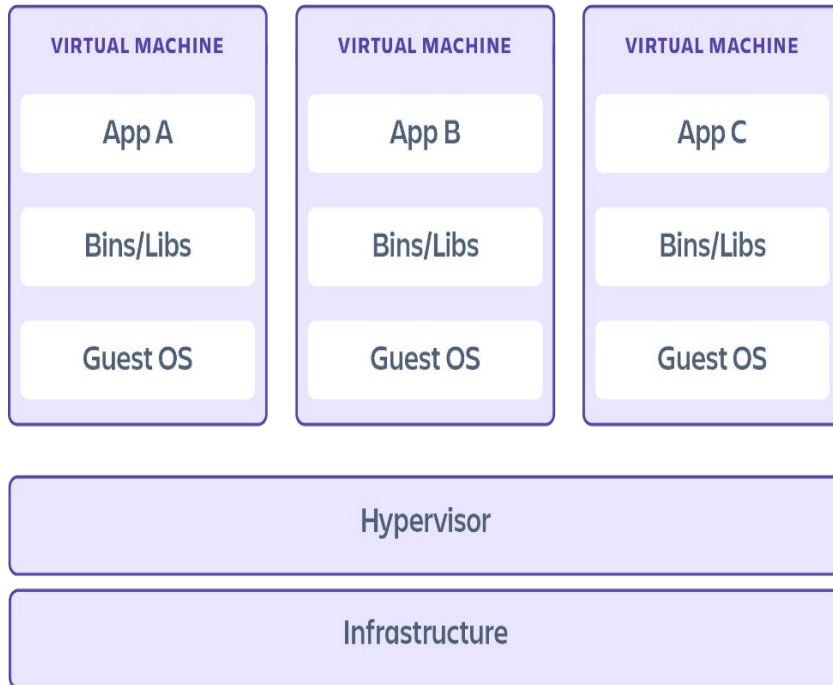 VIRTUAL MACHINE
App A
Bins/Libs
Guest OS
VIRTUAL MACHINE
App B
Bins/Libs
Guest OS
VIRTUAL MACHINE
App C
Bins/Libs
Guest OS
Hypervisor
Infrastructure